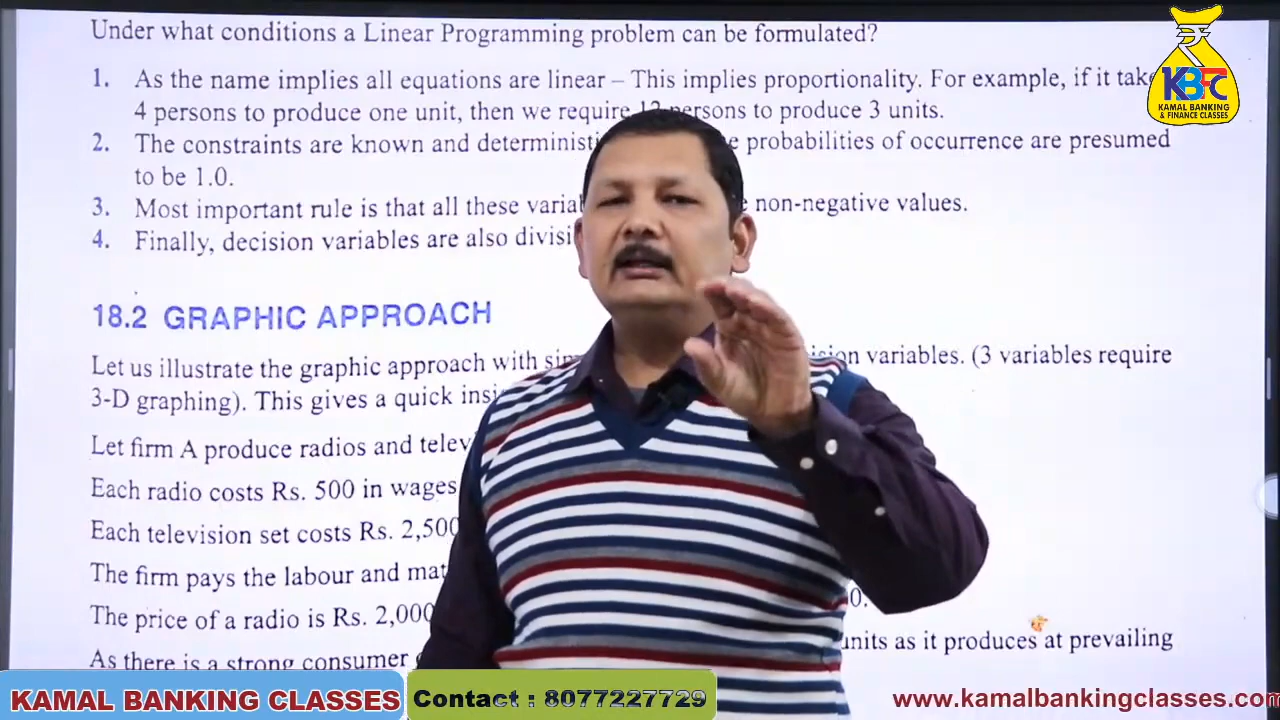 Under what conditions a Linear Programming problem can be formulated?
1. As the name implies all equations are linear – This implies proportionality. For example, if it
4 persons to produce one unit, then we require 12 persons to produce 3 units.
2. The constraints are known and probabilities of occurrence are presumed
to be 1.0.
3. Most important rule is that all these non-negative values.
4. Finally, decision variables are also
18.2 GRAPHIC APPROACH
Let us illustrate the graphic approach with variables. (3 variables require
3-D graphing). This gives a quick
Let firm A produce radios and
Each radio costs Rs. 500 in wages
Each television set costs Rs. 2,500
The firm pays the labour and
The price of a radio is Rs. 2,000
units as it produces at prevailing
As there is a strong consumer
KBFC
KAMAL BANKING
& FINANCE CLASSES
KAMAL BANKING CLASSES
Contact : 8077227729
www.kamalbankingclasses.com